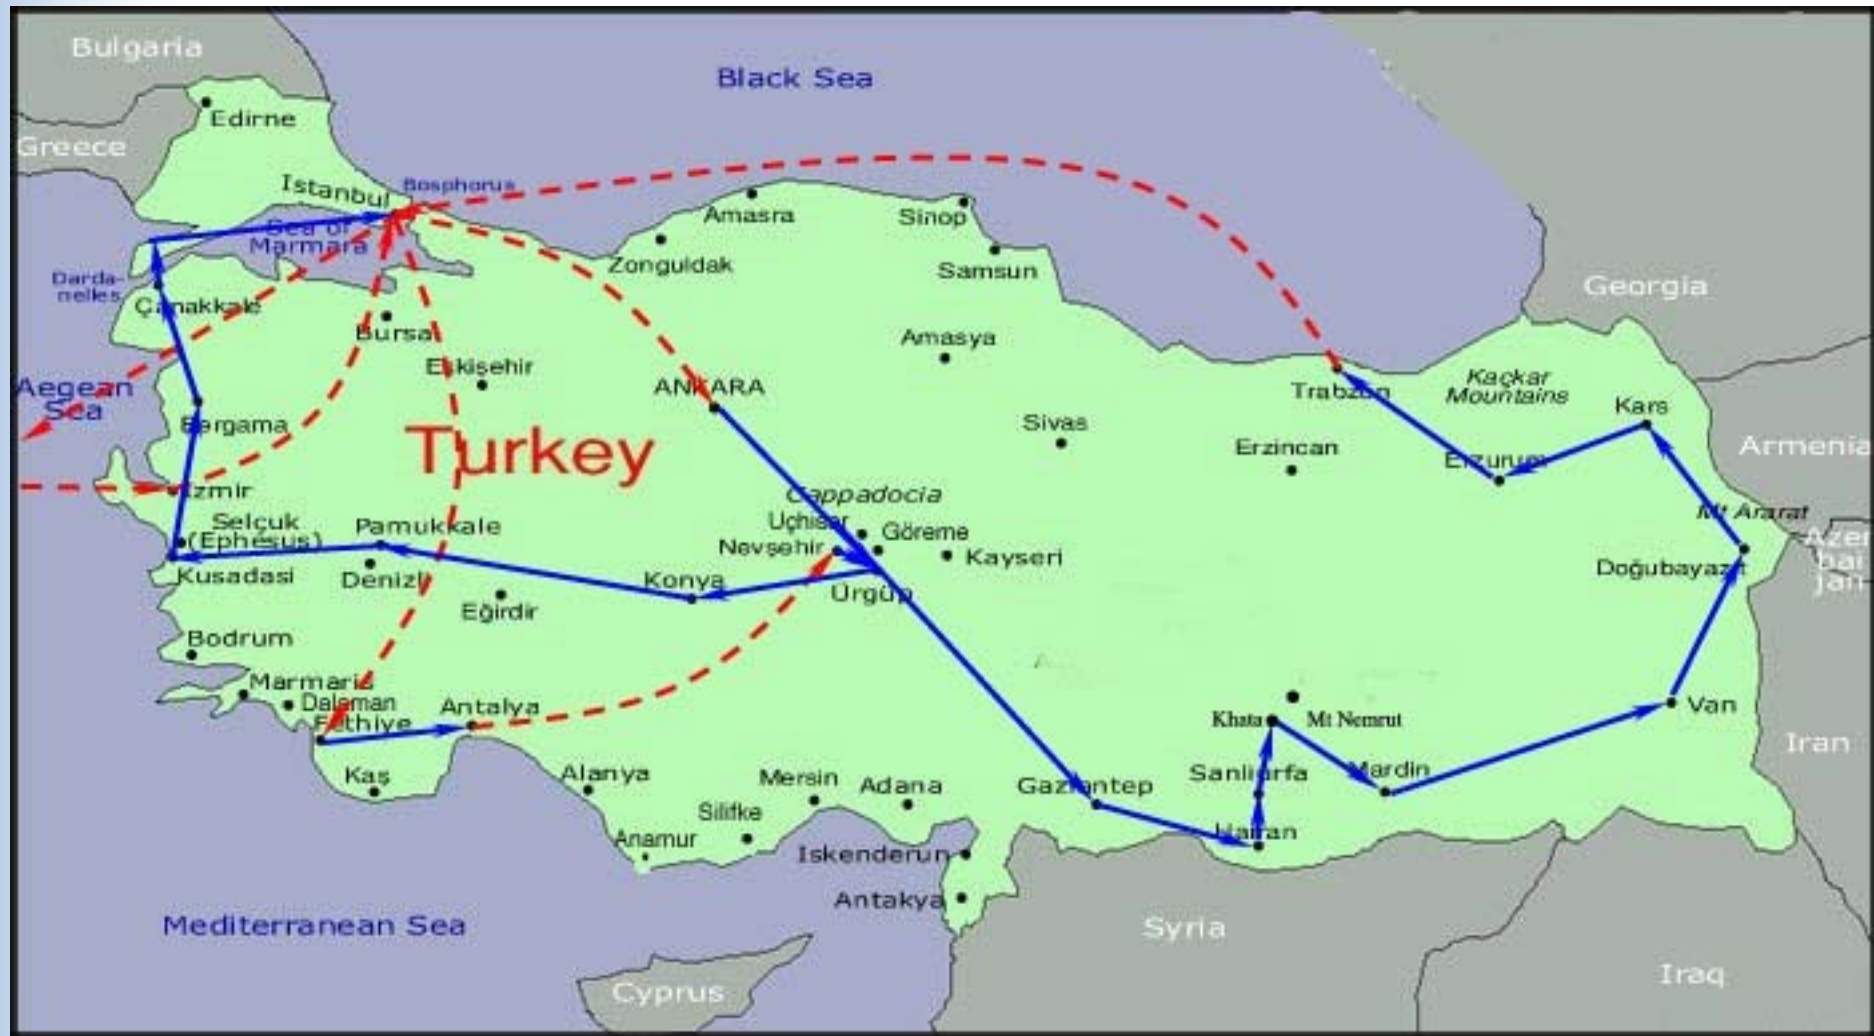 Bulgaria
Black Sea
Edirne
Greece
Istanbul
Bosphorus
Amasra
Sinop
Sea of
Marmara
Zonguldak
Samsun
Darda-
nelles
Çanakkale
Georgia
Bursa
Amasya
Eskişehir
Aegean
Sea
ANKARA
Trabzon
Kaçkar
Mountains
Kars
Bergama
Turkey
Sivas
Erzincan
Erzurum
Armenia
Izmir
Cappadocia
Selçuk
(Ephesus)
Pamukkale
Uçhisar
Göreme
Mt Ararat
Nevşehir
Kayseri
Azer
bai
jan
Kusadasi
Denizli
Konya
Ürgüp
Doğubayazit
Eğirdir
Bodrum
Marmaris
Dalaman
Fethiye
Antalya
Khata
Mt Nemrut
Van
Iran
Kaş
Alanya
Mersin
Adana
Gaziantep
Sanliurfa
Mardin
Silifke
Anamur
Harran
Iskenderun
Antakya
Mediterranean Sea
Syria
Cyprus
Iraq